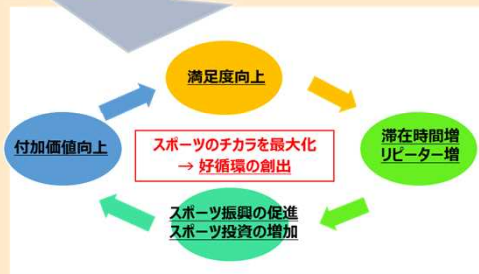 満足度向上
付加価値向上
スポーツのチカラを最大化
→ 好循環の創出
滞在時間増
リピーター増
スポーツ振興の促進
スポーツ投資の増加